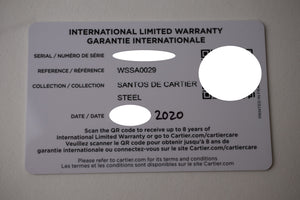 INTERNATIONAL LIMITED WARRANTY
GARANTIE INTERNATIONALE
SERIAL / NUMÉRO DE SÉRIE
REFERENCE / RÉFÉRENCE WSSA0029
COLLECTION / COLLECTION SANTOS DE CARTIER
STEEL
DATE / DATE 2020
Scan the QR code to receive up to 8 years of
International Limited Warranty or go to Cartier.com/cartiercare
Veuillez scanner le QR code pour obtenir jusqu'à 8 ans de
garantie internationale ou connectez-vous sur le site Cartier.com/cartiercare
Please refer to Cartier.com for its terms and conditions
Les termes et les conditions sont disponibles sur le site Cartier.com